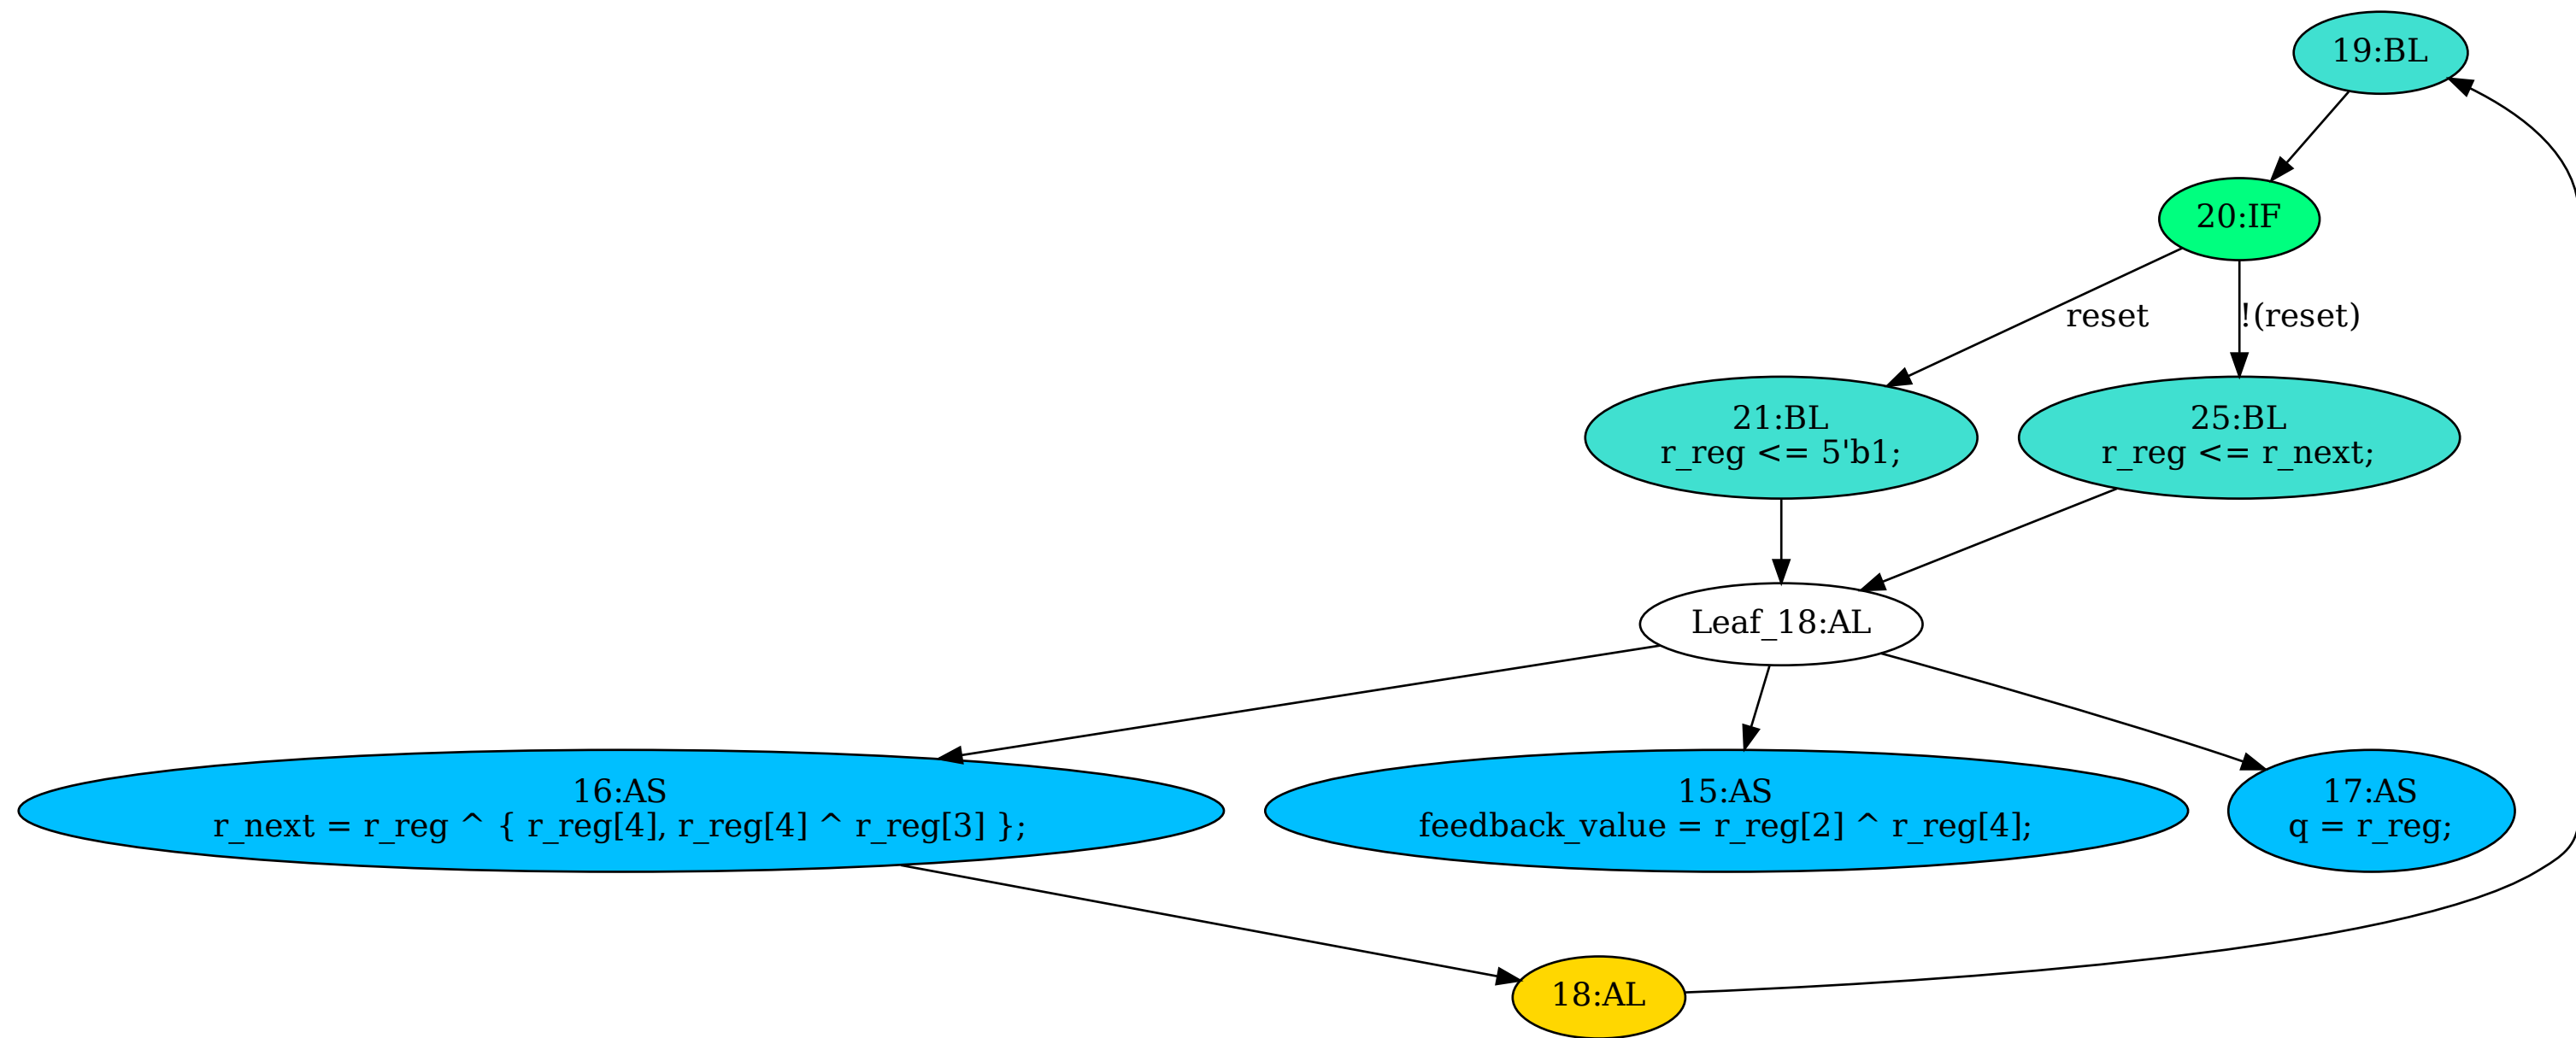 19:BL
20:IF
reset
!(reset)
21:BL
r_reg <= 5'b1;
25:BL
r_reg <= r_next;
Leaf_18:AL
16:AS
r_next = r_reg ^ { r_reg[4], r_reg[4] ^ r_reg[3] };
15:AS
feedback_value = r_reg[2] ^ r_reg[4];
17:AS
q = r_reg;
18:AL